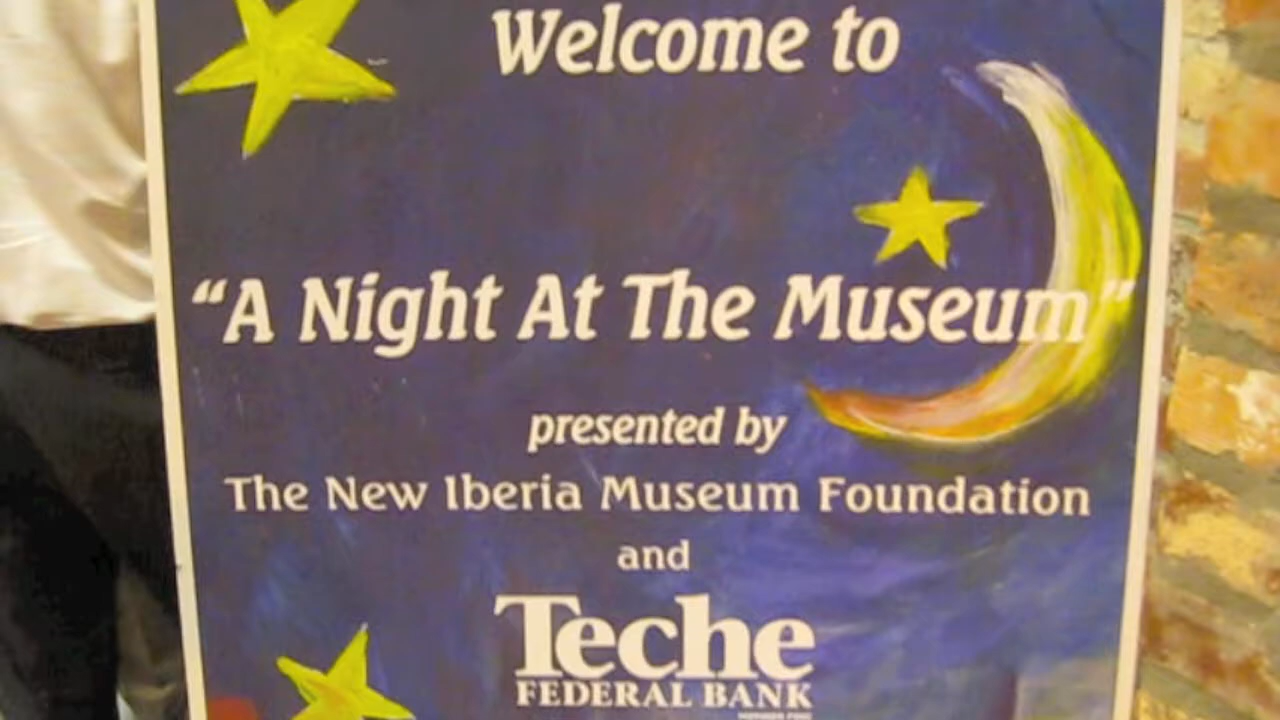 Welcome to
“A Night At The Museum”
presented by
The New Iberia Museum Foundation
and
Teche
FEDERAL BANK